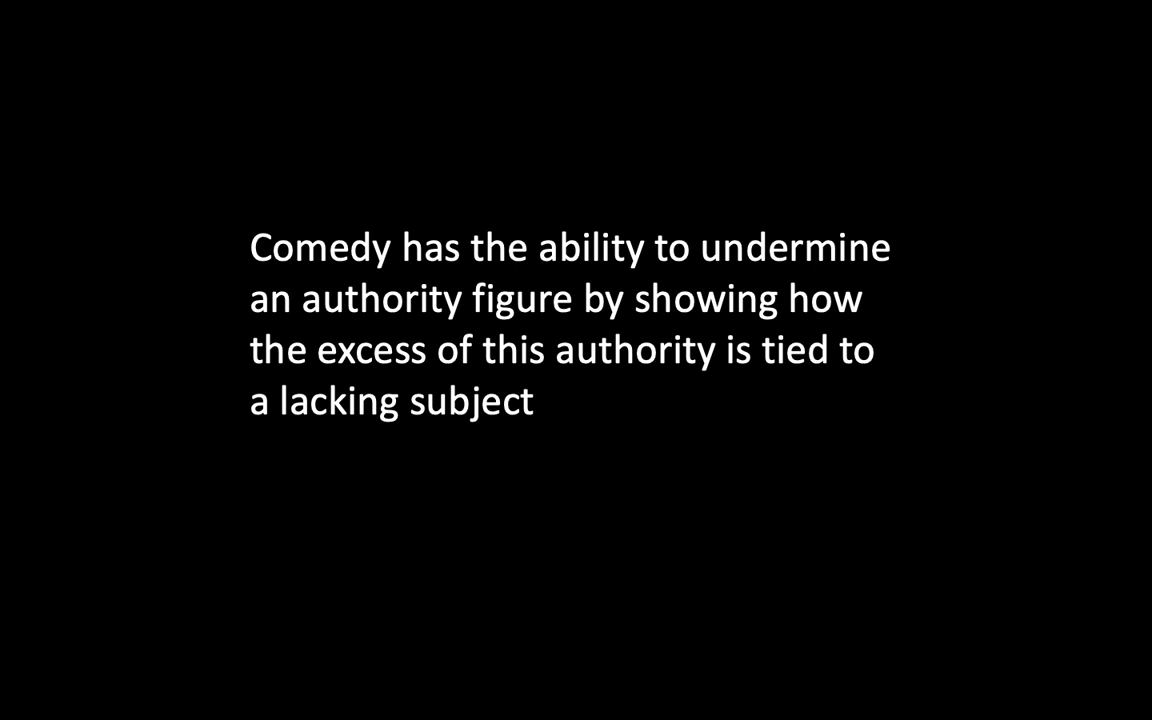 Comedy has the ability to undermine
an authority figure by showing how
the excess of this authority is tied to
a lacking subject